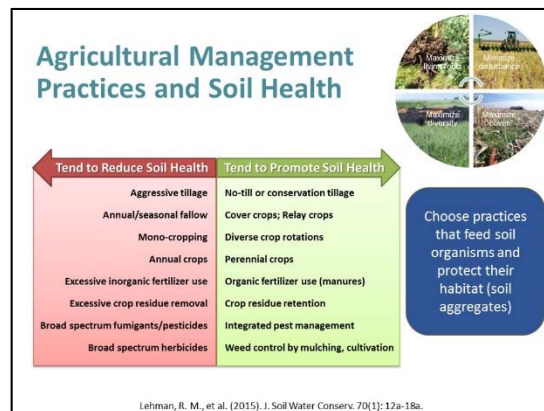 Agricultural Management
Practices and Soil Health
Maximize
living roots
Minimize
disturbance
Maximize
diversity
Maximize
cover
Tend to Reduce Soil Health
Tend to Promote Soil Health
Aggressive tillage
No-till or conservation tillage
Annual/seasonal fallow
Cover crops; Relay crops
Mono-cropping
Diverse crop rotations
Annual crops
Perennial crops
Excessive inorganic fertilizer use
Organic fertilizer use (manures)
Excessive crop residue removal
Crop residue retention
Broad spectrum fumigants/pesticides
Integrated pest management
Broad spectrum herbicides
Weed control by mulching, cultivation
Choose practices
that feed soil
organisms and
protect their
habitat (soil
aggregates)
Lehman, R. M., et al. (2015). J. Soil Water Conserv. 70(1): 12a-18a.